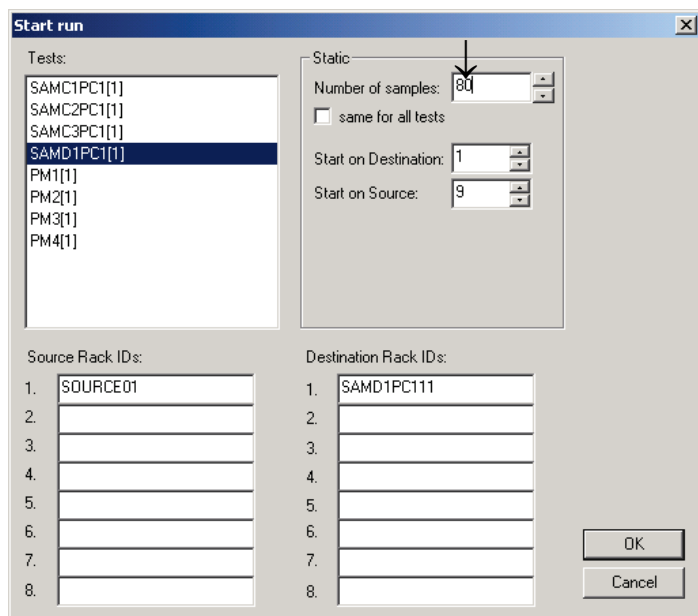 Start run
Tests:
SAMC1PC1[1]
SAMC2PC1[1]
SAMC3PC1[1]
SAMD1PC1[1]
PM1[1]
PM2[1]
PM3[1]
PM4[1]
Static
Number of samples: 80
same for all tests
Start on Destination: 1
Start on Source: 9
Source Rack IDs:
1. SOURCE01
2.
3.
4.
5.
6.
7.
8.
Destination Rack IDs:
1. SAMD1PC111
2.
3.
4.
5.
6.
7.
8.
OK
Cancel